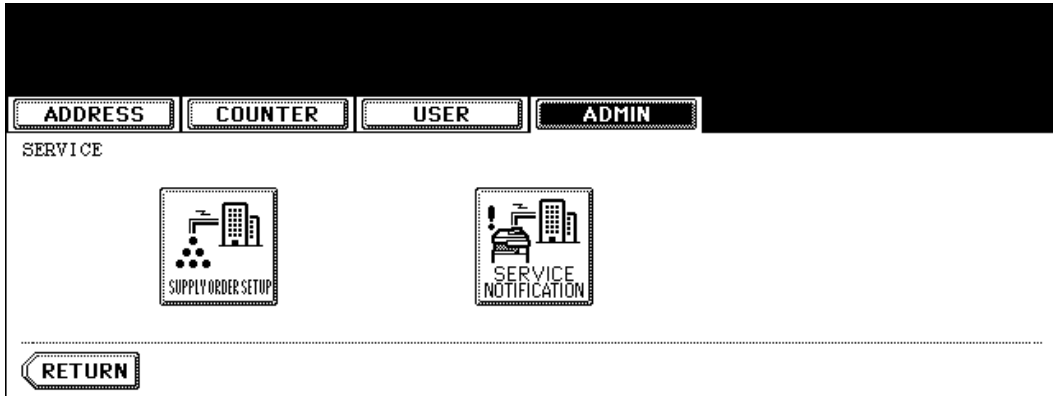 ADDRESS COUNTER USER ADMIN
SERVICE
SUPPLY ORDER SETUP
SERVICE
NOTIFICATION
RETURN